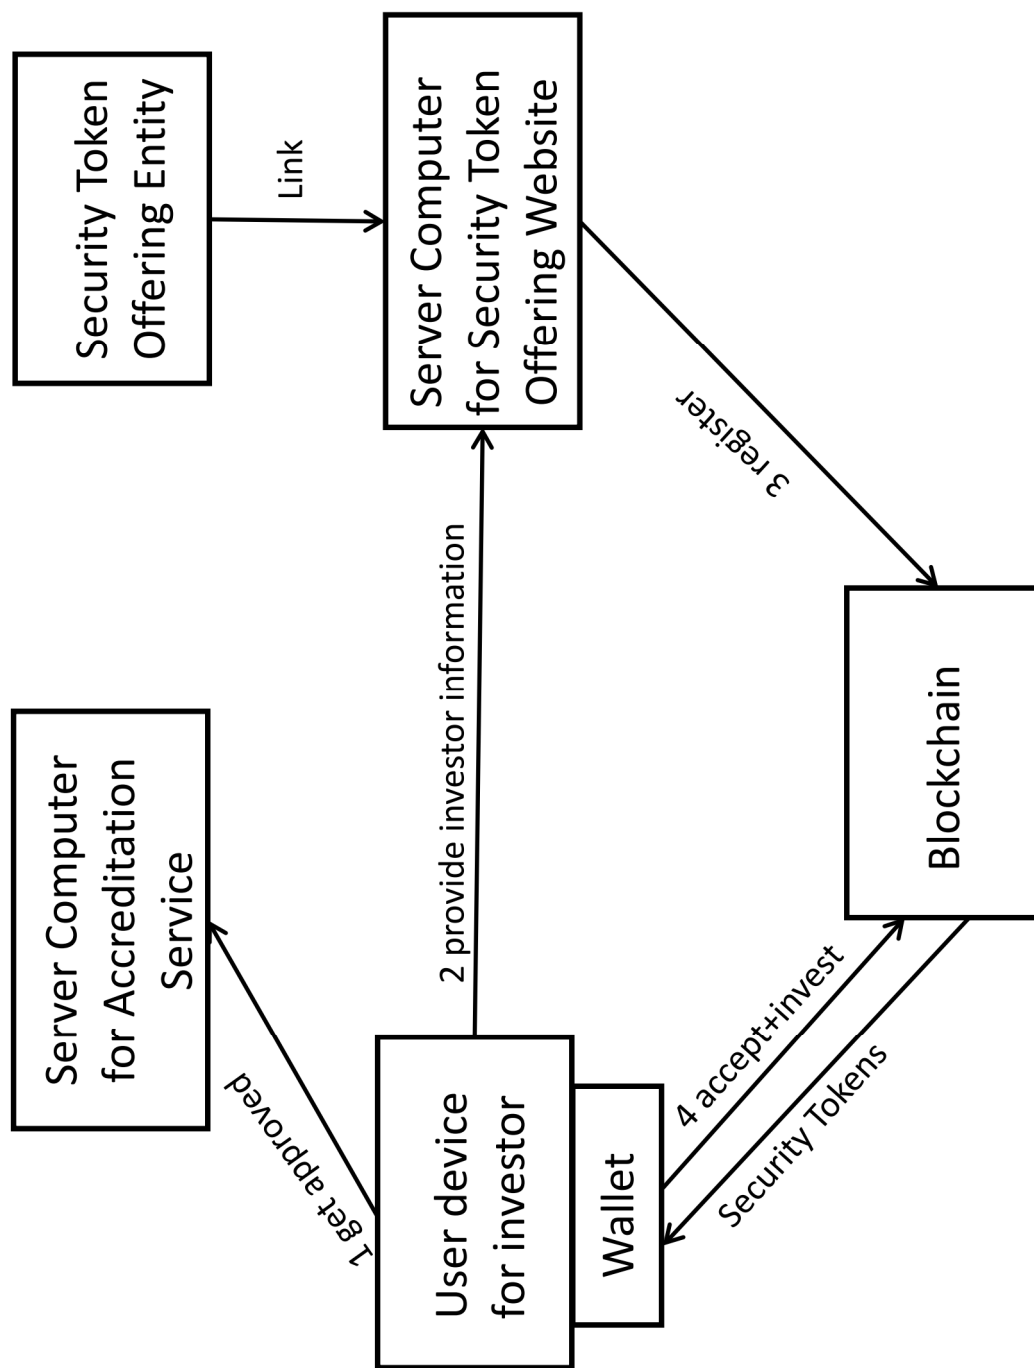 Server Computer
for Accreditation
Service
Security Token
Offering Entity
1 get approved
Link
User device
for investor
2 provide investor information
Server Computer
for Security Token
Offering Website
Wallet
4 accept+invest
Security Tokens
3 register
Blockchain